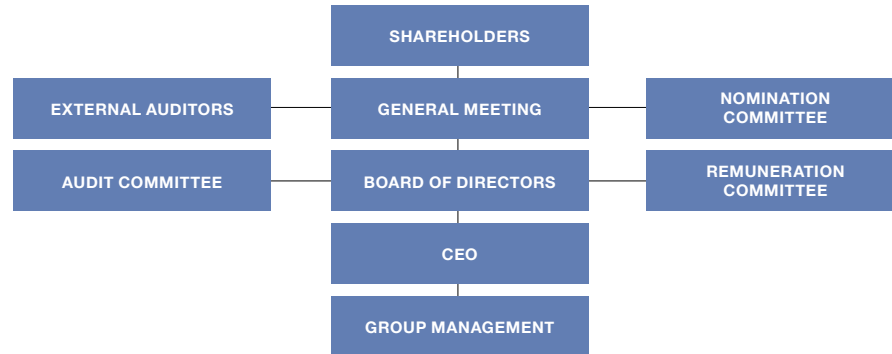 SHAREHOLDERS
EXTERNAL AUDITORS
GENERAL MEETING
NOMINATION
COMMITTEE
AUDIT COMMITTEE
BOARD OF DIRECTORS
REMUNERATION
COMMITTEE
CEO
GROUP MANAGEMENT